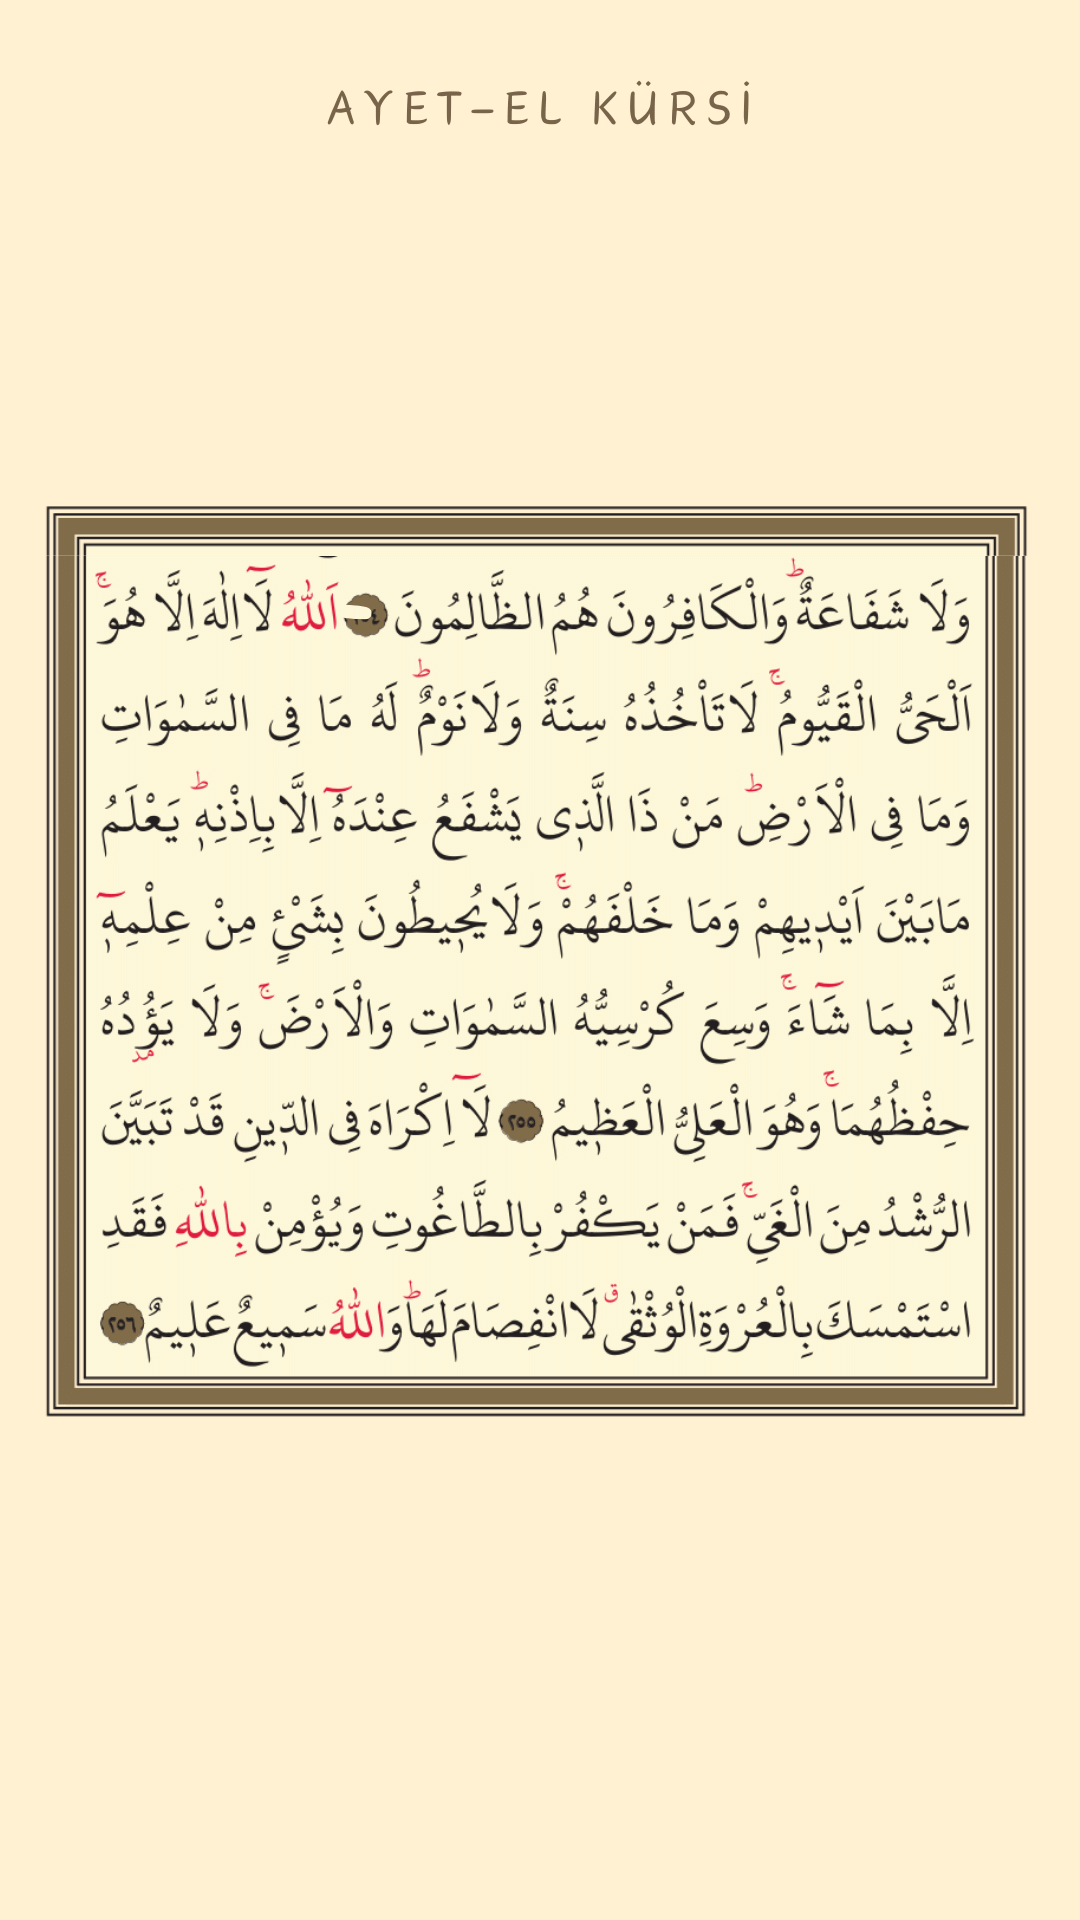 AYET-EL KÜRSİ
وَلَا شَفَاعَةٌۜ وَالْكَافِرُونَ هُمُ الظَّالِمُونَ ﴿٢٥٤﴾ اَللّٰهُ لَٓا اِلٰهَ اِلَّا هُوَۚ
اَلْحَىُّ الْقَيُّومُۚ لَا تَاْخُذُهُ سِنَةٌ وَلَا نَوْمٌۜ لَهُ مَا فِى السَّمٰوَاتِ
وَمَا فِى الْاَرْضِۜ مَنْ ذَا الَّذ۪ى يَشْفَعُ عِنْدَهُٓ اِلَّا بِاِذْنِه۪ۜ يَعْلَمُ
مَا بَيْنَ اَيْد۪يهِمْ وَمَا خَلْفَهُمْۚ وَلَا يُح۪يطُونَ بِشَيْءٍ مِنْ عِلْمِه۪ٓ
اِلَّا بِمَا شَٓاءَۚ وَسِعَ كُرْسِيُّهُ السَّمٰوَاتِ وَالْاَرْضَۚ وَلَا يَؤُ۫دُهُ
حِفْظُهُمَاۚ وَهُوَ الْعَلِىُّ الْعَظ۪يمُ ﴿٢٥٥﴾ لَٓا اِكْرَاهَ فِى الدّ۪ينِ قَدْ تَبَيَّنَ
الرُّشْدُ مِنَ الْغَيِّۚ فَمَنْ يَكْفُرْ بِالطَّاغُوتِ وَيُؤْمِنْ بِاللّٰهِ فَقَدِ
اسْتَمْسَكَ بِالْعُرْوَةِ الْوُثْقٰىۗ لَا انْفِصَامَ لَهَاۜ وَاللّٰهُ سَم۪يعٌ عَل۪يمٌ ﴿٢٥٦﴾